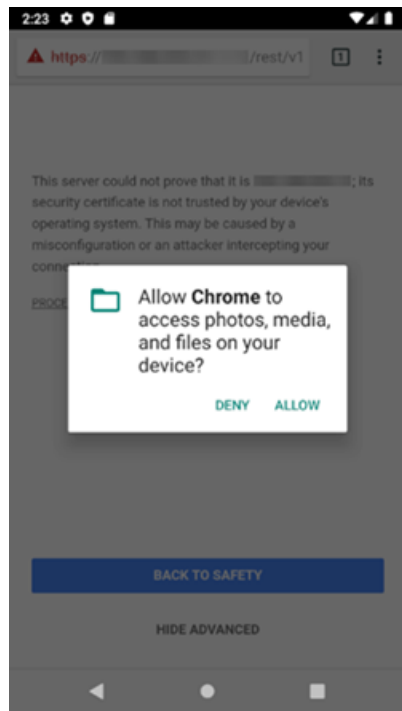 2:23
https:// /rest/v1 1
This server could not prove that it is ; its
security certificate is not trusted by your device's
operating system. This may be caused by a
misconfiguration or an attacker intercepting your
Allow Chrome to
access photos, media,
and files on your
device?
DENY ALLOW
BACK TO SAFETY
HIDE ADVANCED